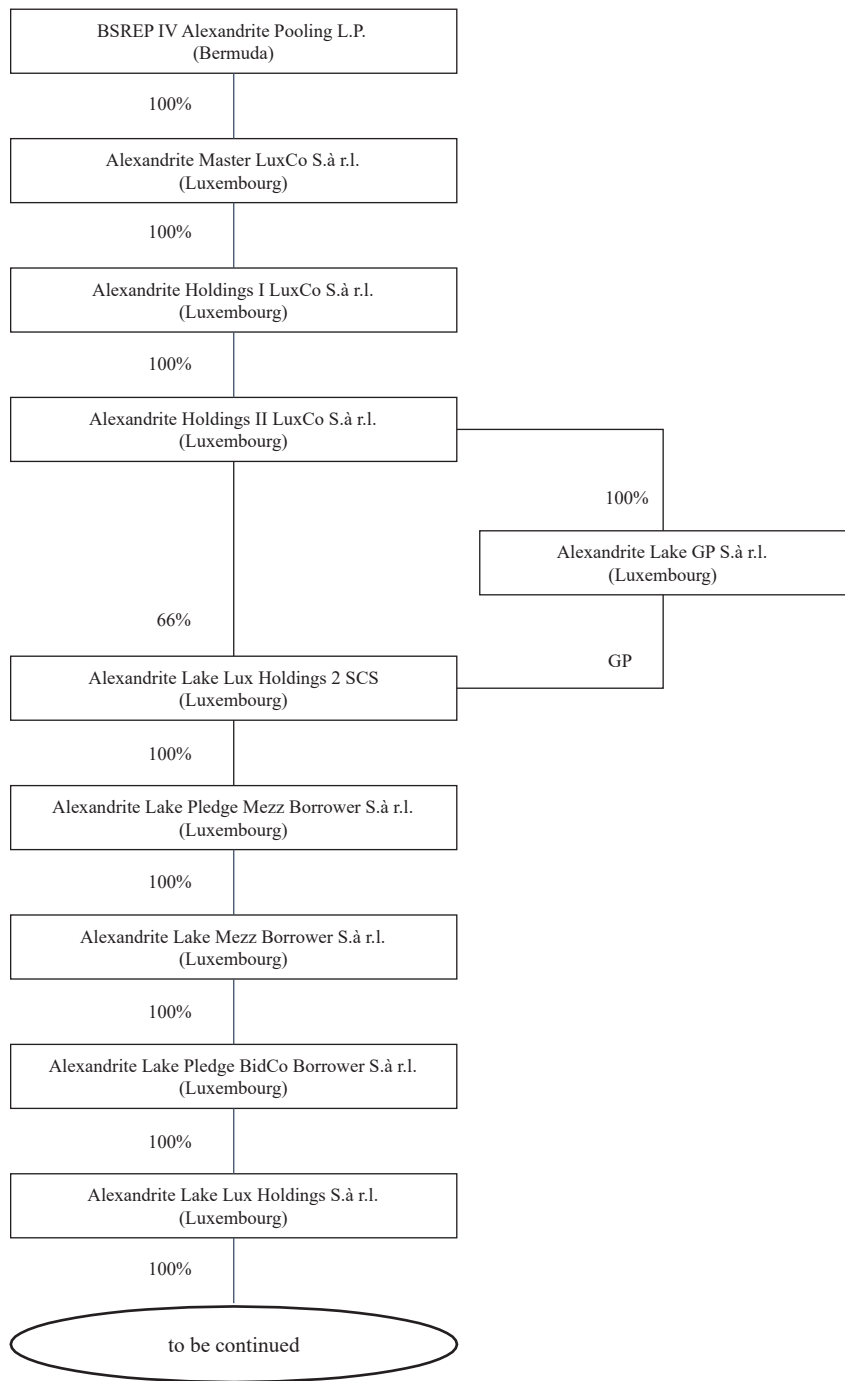 BSREP IV Alexandrite Pooling L.P.
(Bermuda)
100%
Alexandrite Master LuxCo S.à r.l.
(Luxembourg)
100%
Alexandrite Holdings I LuxCo S.à r.l.
(Luxembourg)
100%
Alexandrite Holdings II LuxCo S.à r.l.
(Luxembourg)
100%
Alexandrite Lake GP S.à r.l.
(Luxembourg)
66%
GP
Alexandrite Lake Lux Holdings 2 SCS
(Luxembourg)
100%
Alexandrite Lake Pledge Mezz Borrower S.à r.l.
(Luxembourg)
100%
Alexandrite Lake Mezz Borrower S.à r.l.
(Luxembourg)
100%
Alexandrite Lake Pledge BidCo Borrower S.à r.l.
(Luxembourg)
100%
Alexandrite Lake Lux Holdings S.à r.l.
(Luxembourg)
100%
to be continued